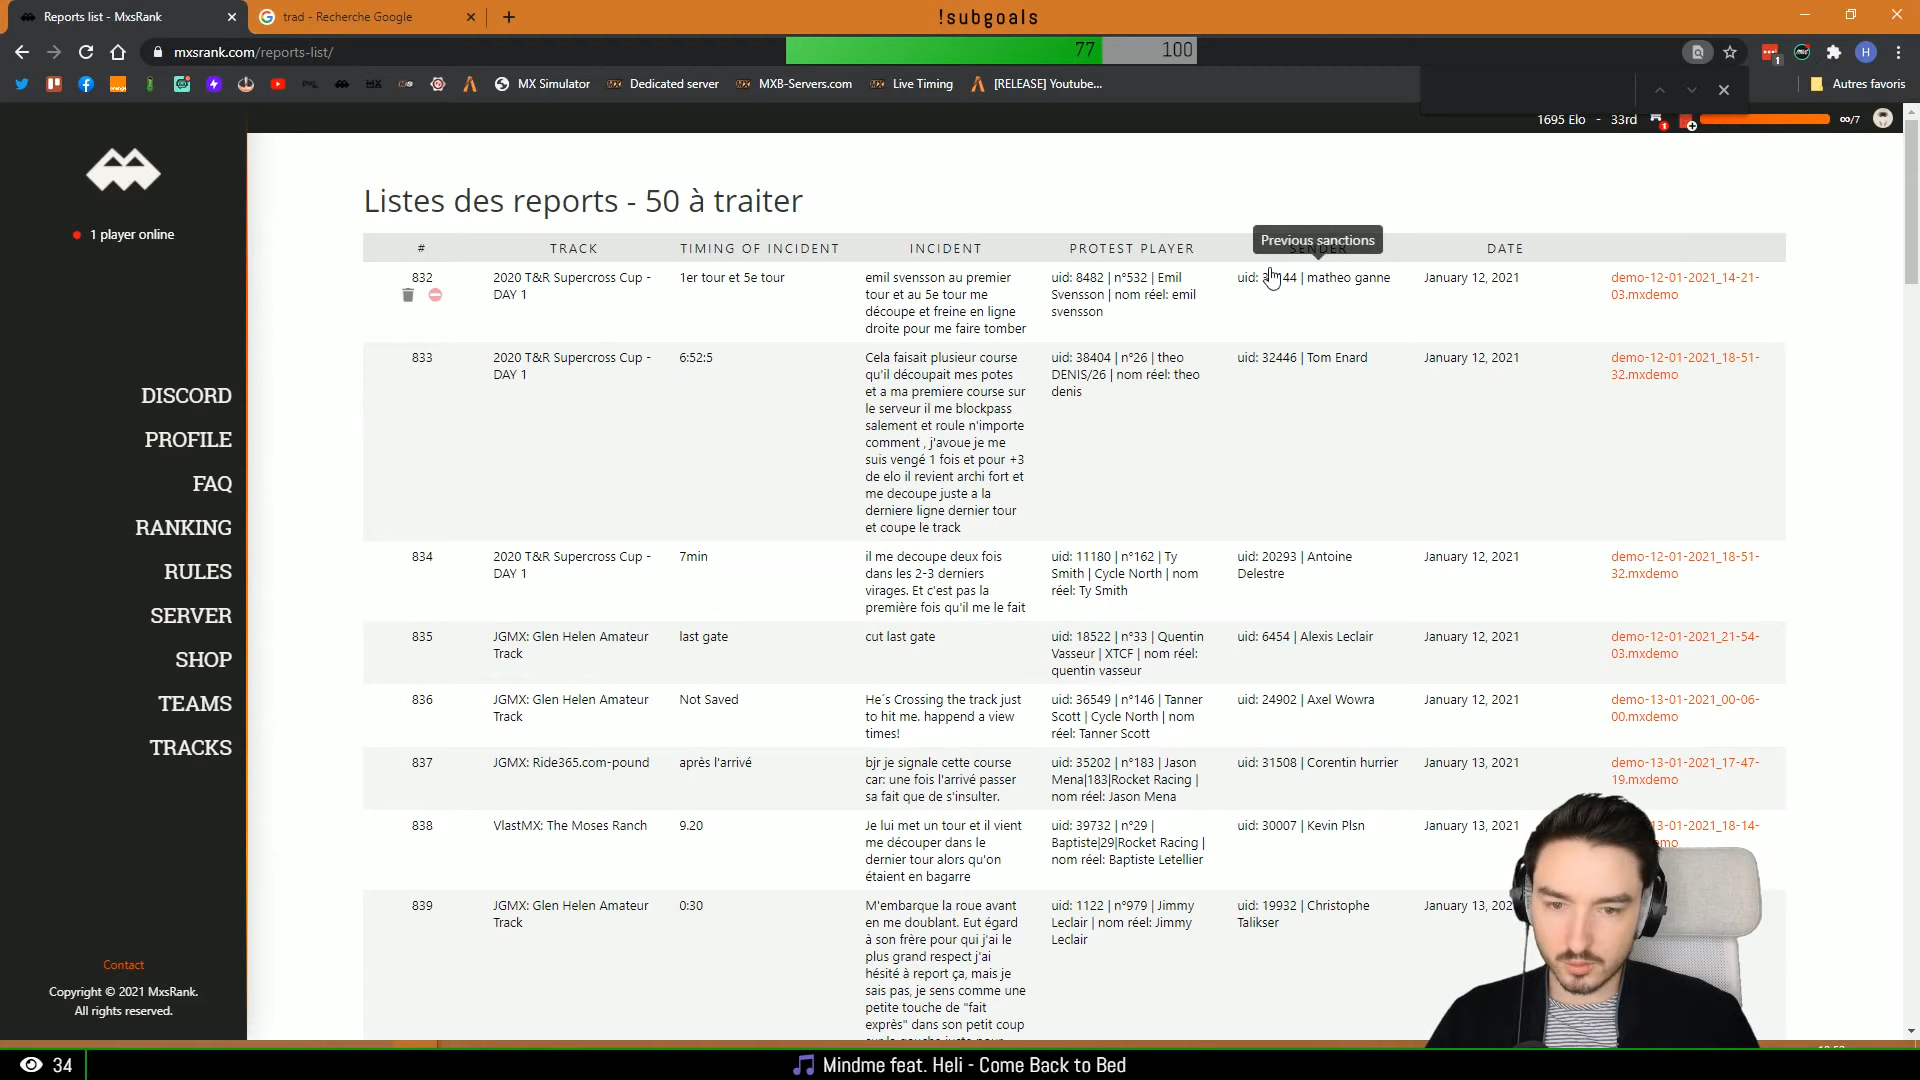 Reports list - MxsRank
trad - Recherche Google
!subgoals
mxsrank.com/reports-list/
77
100
MX Simulator
Dedicated server
MXB-Servers.com
Live Timing
[RELEASE] Youtube...
Autres favoris
1695 Elo - 33rd
∞/7
1 player online
DISCORD
PROFILE
FAQ
RANKING
RULES
SERVER
SHOP
TEAMS
TRACKS
Contact
Copyright © 2021 MxsRank.
All rights reserved.
Listes des reports - 50 à traiter
# TRACK TIMING OF INCIDENT INCIDENT PROTEST PLAYER SENDER DATE
Previous sanctions
832
2020 T&R Supercross Cup -
DAY 1
1er tour et 5e tour
emil svensson au premier
tour et au 5e tour me
découpe et freine en ligne
droite pour me faire tomber
uid: 8482 | n°532 | Emil
Svensson | nom réel: emil
svensson
uid: 44 | matheo ganne
January 12, 2021
demo-12-01-2021_14-21-
03.mxdemo
833
2020 T&R Supercross Cup -
DAY 1
6:52:5
Cela faisait plusieur course
qu'il découpait mes potes
et a ma premiere course sur
le serveur il me blockpass
salement et roule n'importe
comment , j'avoue je me
suis vengé 1 fois et pour +3
de elo il revient archi fort et
me decoupe juste a la
derniere ligne dernier tour
et coupe le track
uid: 38404 | n°26 | theo
DENIS/26 | nom réel: theo
denis
uid: 32446 | Tom Enard
January 12, 2021
demo-12-01-2021_18-51-
32.mxdemo
834
2020 T&R Supercross Cup -
DAY 1
7min
il me decoupe deux fois
dans les 2-3 derniers
virages. Et c'est pas la
première fois qu'il me le fait
uid: 11180 | n°162 | Ty
Smith | Cycle North | nom
réel: Ty Smith
uid: 20293 | Antoine
Delestre
January 12, 2021
demo-12-01-2021_18-51-
32.mxdemo
835
JGMX: Glen Helen Amateur
Track
last gate
cut last gate
uid: 18522 | n°33 | Quentin
Vasseur | XTCF | nom réel:
quentin vasseur
uid: 6454 | Alexis Leclair
January 12, 2021
demo-12-01-2021_21-54-
03.mxdemo
836
JGMX: Glen Helen Amateur
Track
Not Saved
He´s Crossing the track just
to hit me. happend a view
times!
uid: 36549 | n°146 | Tanner
Scott | Cycle North | nom
réel: Tanner Scott
uid: 24902 | Axel Wowra
January 12, 2021
demo-13-01-2021_00-06-
00.mxdemo
837
JGMX: Ride365.com-pound
après l'arrivé
bjr je signale cette course
car: une fois l'arrivé passer
sa fait que de s'insulter.
uid: 35202 | n°183 | Jason
Mena|183|Rocket Racing |
nom réel: Jason Mena
uid: 31508 | Corentin hurrier
January 13, 2021
demo-13-01-2021_17-47-
19.mxdemo
838
VlastMX: The Moses Ranch
9.20
Je lui met un tour et il vient
me découper dans le
dernier tour alors qu'on
étaient en bagarre
uid: 39732 | n°29 |
Baptiste|29|Rocket Racing |
nom réel: Baptiste Letellier
uid: 30007 | Kevin Plsn
January 13, 2021
13-01-2021_18-14-
mo
839
JGMX: Glen Helen Amateur
Track
0:30
M'embarque la roue avant
en me doublant. Eut égard
à son frère pour qui j'ai le
plus grand respect j'ai
hésité à report ça, mais je
sais pas, je sens comme une
petite touche de "fait
exprès" dans son petit coup
uid: 1122 | n°979 | Jimmy
Leclair | nom réel: Jimmy
Leclair
uid: 19932 | Christophe
Talikser
January 13, 202
34
Mindme feat. Heli - Come Back to Bed